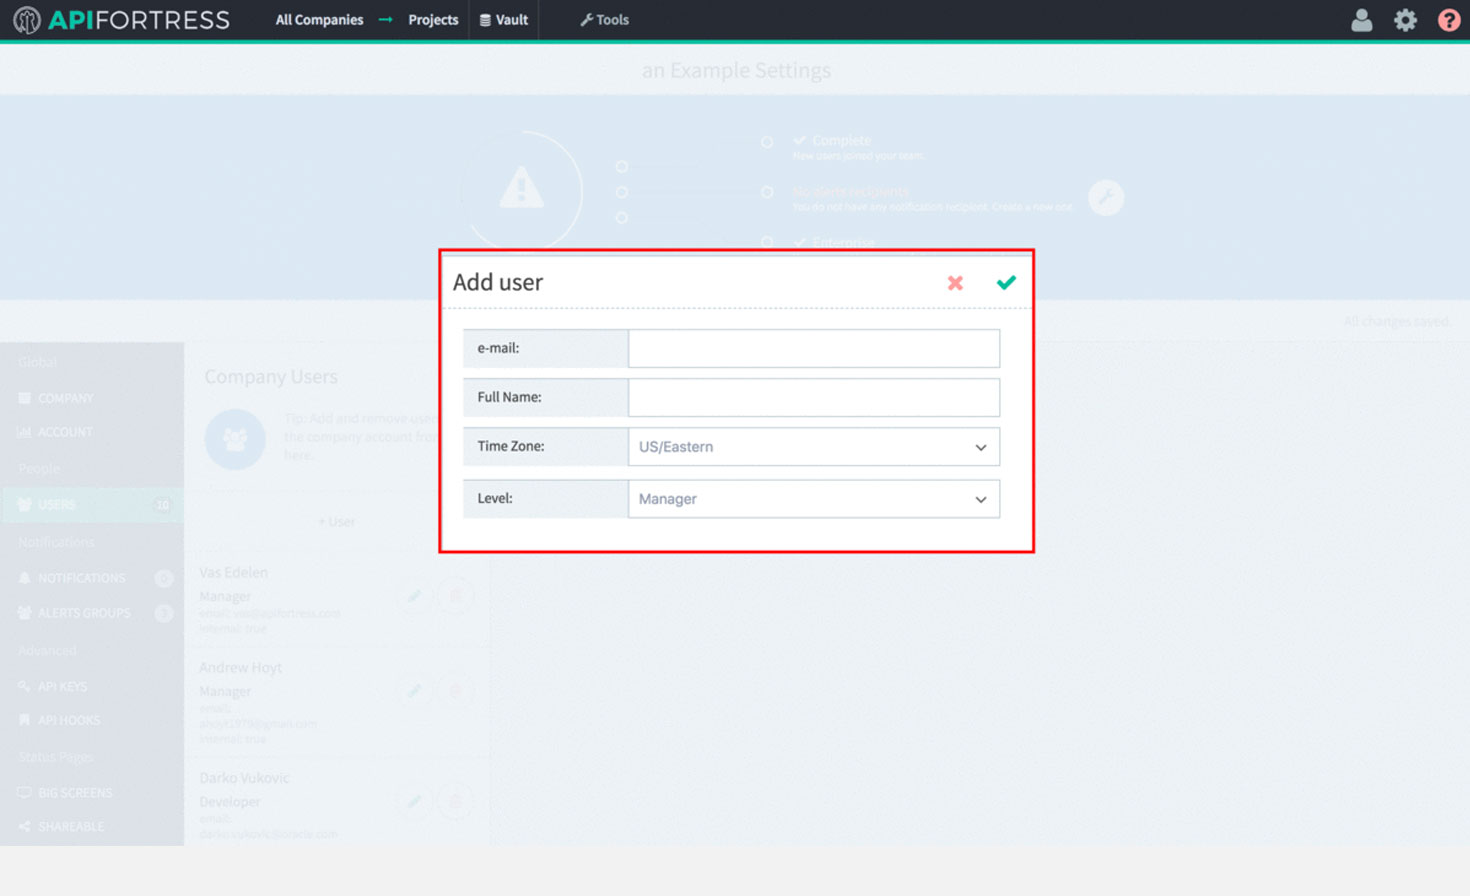 APIFORTRESS
All Companies → Projects
Vault
Tools
an Example Settings
Complete
New users joined your team.
No alerts recipients
You do not have any notification recipient. Create a new one.
Enterprise
Add user
e-mail:
Full Name:
Time Zone: US/Eastern
Level: Manager
All changes saved.
Global
COMPANY
ACCOUNT
People
USERS 10
Notifications
NOTIFICATIONS
ALERTS GROUPS
Advanced
API KEYS
API HOOKS
Status Pages
BIG SCREENS
SHAREABLE
Company Users
Tip: Add and remove user
the company account from
here.
+ User
Vas Edelen
Manager
email: vas@apifortress.com
Internal: true
Andrew Hoyt
Manager
email:
ahoyt1979@gmail.com
Internal: true
Darko Vukovic
Developer
email:
darko.vukovic@oracle.com